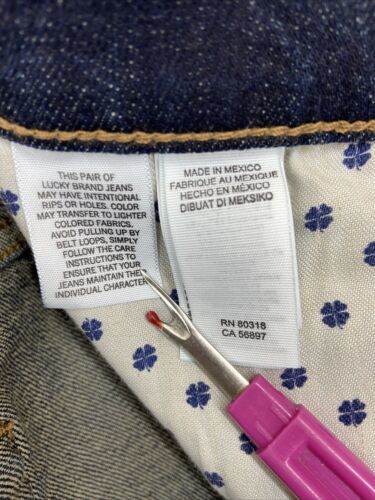 THIS PAIR OF
LUCKY BRAND JEANS
MAY HAVE INTENTIONAL
RIPS OR HOLES. COLOR
MAY TRANSFER TO LIGHTER
COLORED FABRICS.
AVOID PULLING UP BY
BELT LOOPS, SIMPLY
FOLLOW THE CARE
INSTRUCTIONS TO
ENSURE THAT YOUR
JEANS MAINTAIN THEI
INDIVIDUAL CHARACTER
MADE IN MEXICO
FABRIQUE AU MEXIQUE
HECHO EN MÉXICO
DIBUAT DI MEKSIKO
RN 80318
CA 56897